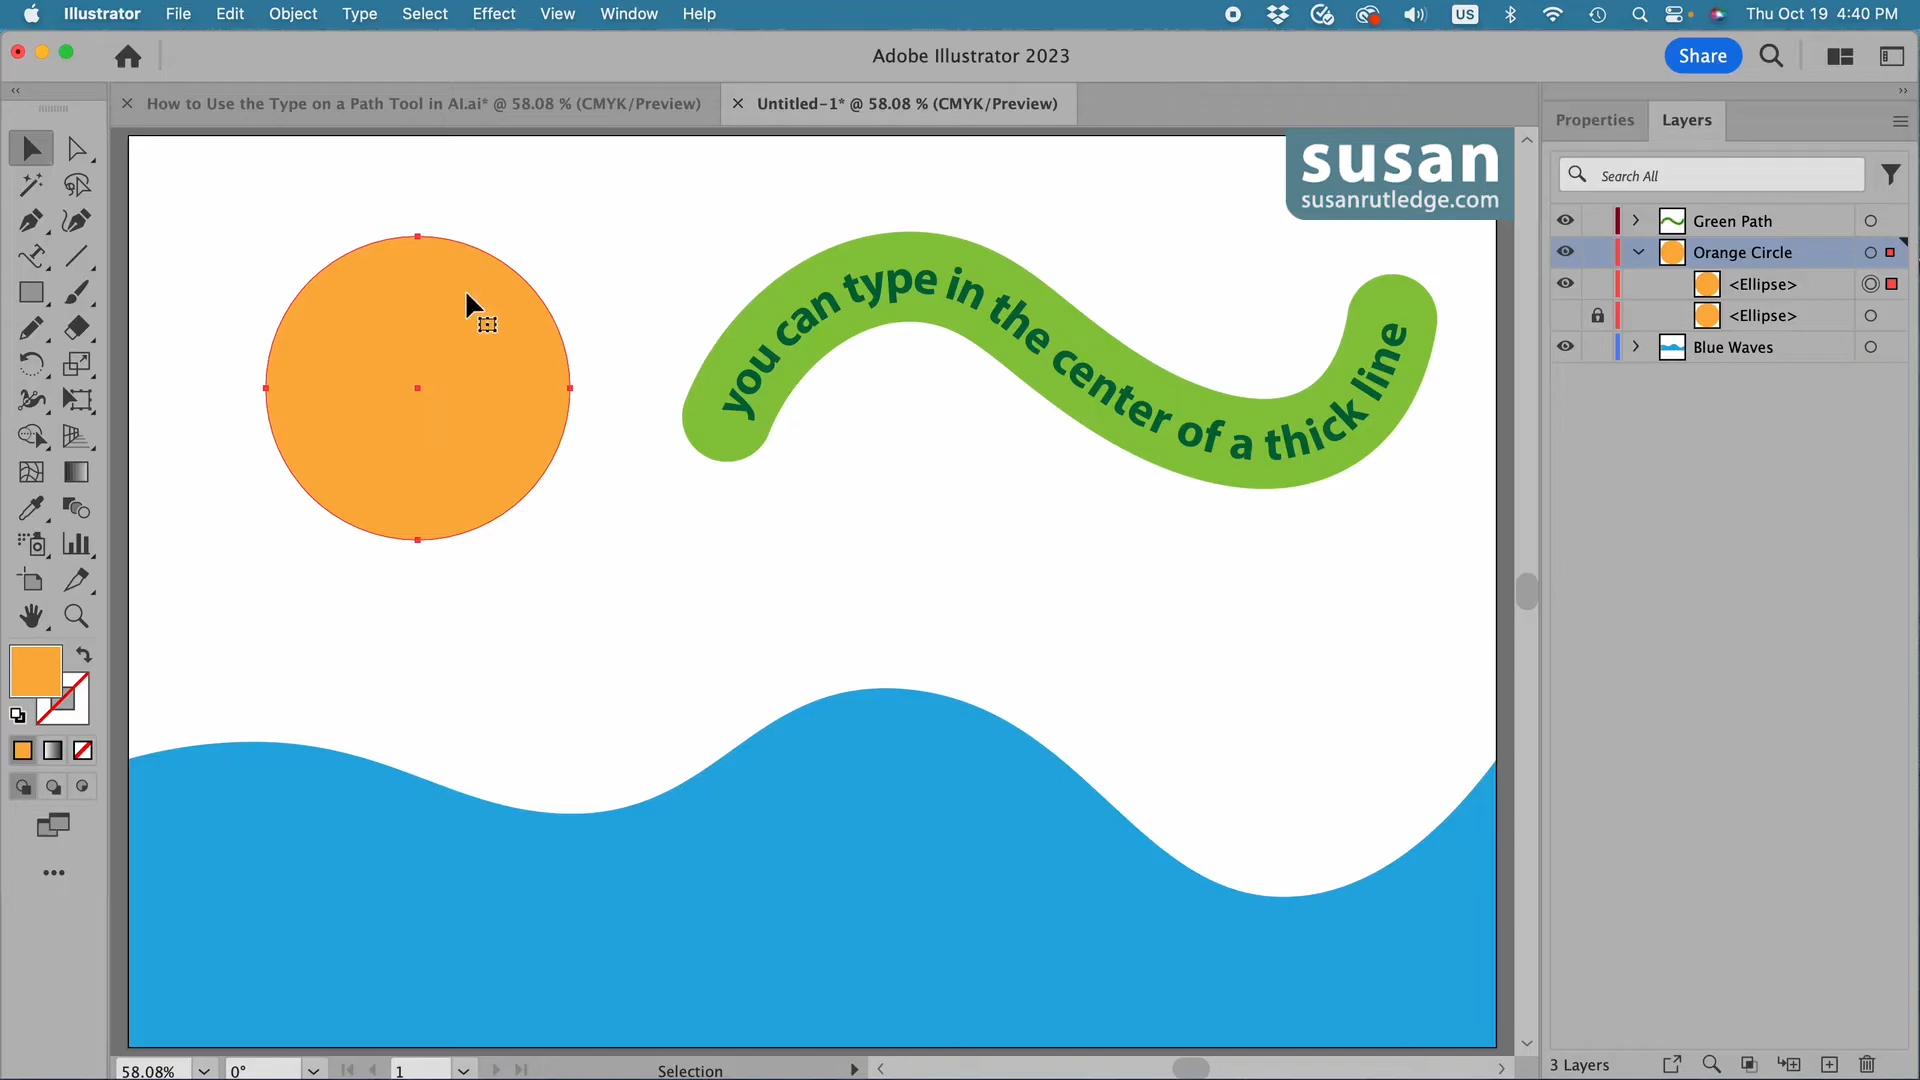 Illustrator File Edit Object Type Select Effect View Window Help US Thu Oct 19 4:40 PM
Adobe Illustrator 2023
Share
How to Use the Type on a Path Tool in AI.ai* @ 58.08 % (CMYK/Preview)
Untitled-1* @ 58.08 % (CMYK/Preview)
Properties Layers
susan
susanrutledge.com
Search All
Green Path
Orange Circle
<Ellipse>
<Ellipse>
Blue Waves
you can type in the center of a thick line
58.08% 0° 1 Selection
3 Layers